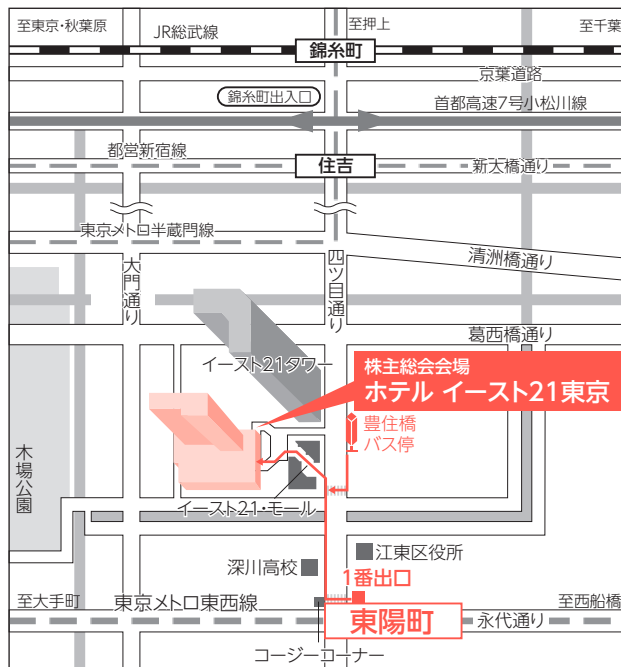 至東京・秋葉原
JR総武線
至押上
至千葉
錦糸町
京葉道路
錦糸町出入口
首都高速7号小松川線
都営新宿線
住吉
新大橋通り
東京メトロ半蔵門線
大門通り
四ツ目通り
清洲橋通り
葛西橋通り
イースト21タワー
株主総会会場
ホテル イースト21東京
豊住橋
バス停
木場公園
イースト21・モール
江東区役所
深川高校
1番出口
至大手町
東京メトロ東西線
東陽町
至西船橋
永代通り
コージーコーナー